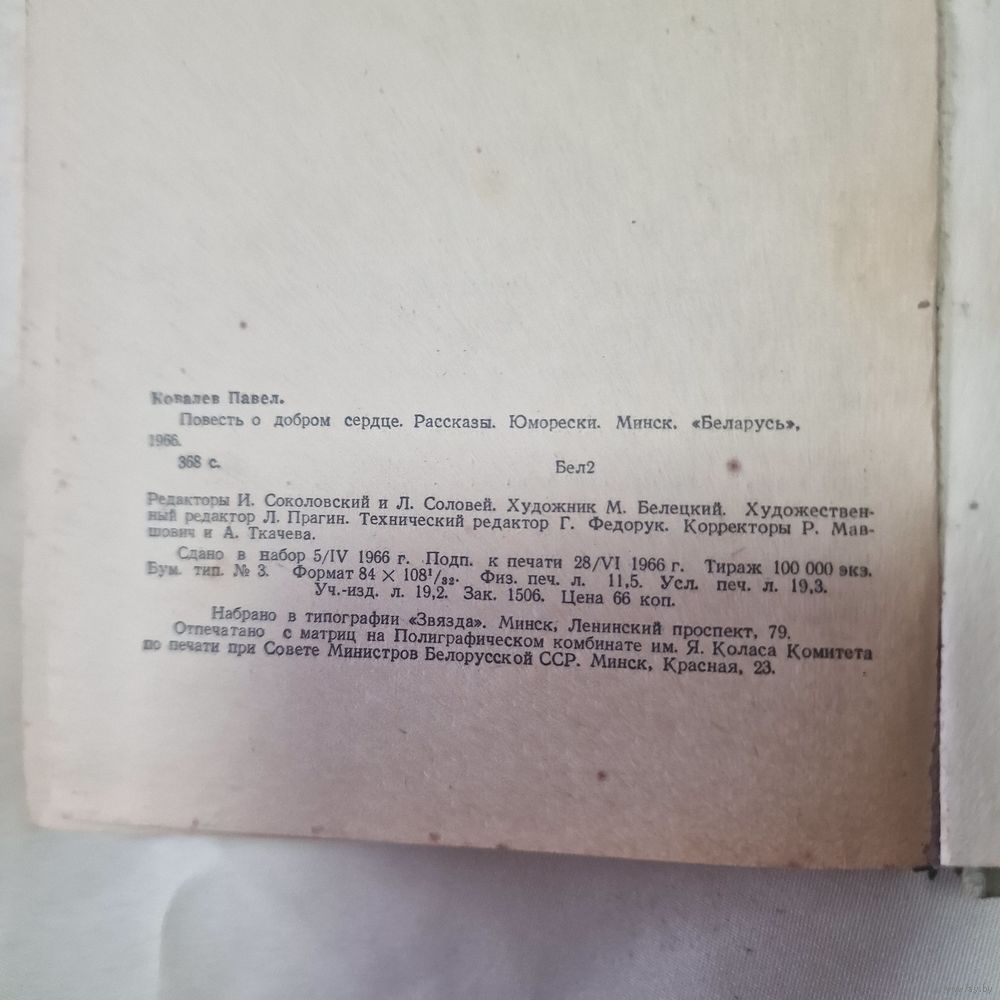 Ковалев Павел.
Повесть о добром сердце. Рассказы. Юморески. Минск. «Беларусь»,
1966.
368 с. Бел2
Редакторы И. Соколовский и Л. Соловей. Художник М. Белецкий. Художествен-
ный редактор Л. Прагин. Технический редактор Г. Федорук. Корректоры Р. Мав-
шович и А. Ткачева.
Сдано в набор 5/IV 1966 г. Подп. к печати 28/VI 1966 г. Тираж 100 000 экз.
Бум. тип. № 3. Формат 84 × 108¹/₃₂. Физ. печ. л. 11,5. Усл. печ. л. 19,3.
Уч.-изд. л. 19,2. Зак. 1506. Цена 66 коп.
Набрано в типографии «Звязда». Минск, Ленинский проспект, 79.
Отпечатано с матриц на Полиграфическом комбинате им. Я. Коласа Комитета
по печати при Совете Министров Белорусской ССР. Минск, Красная, 23.